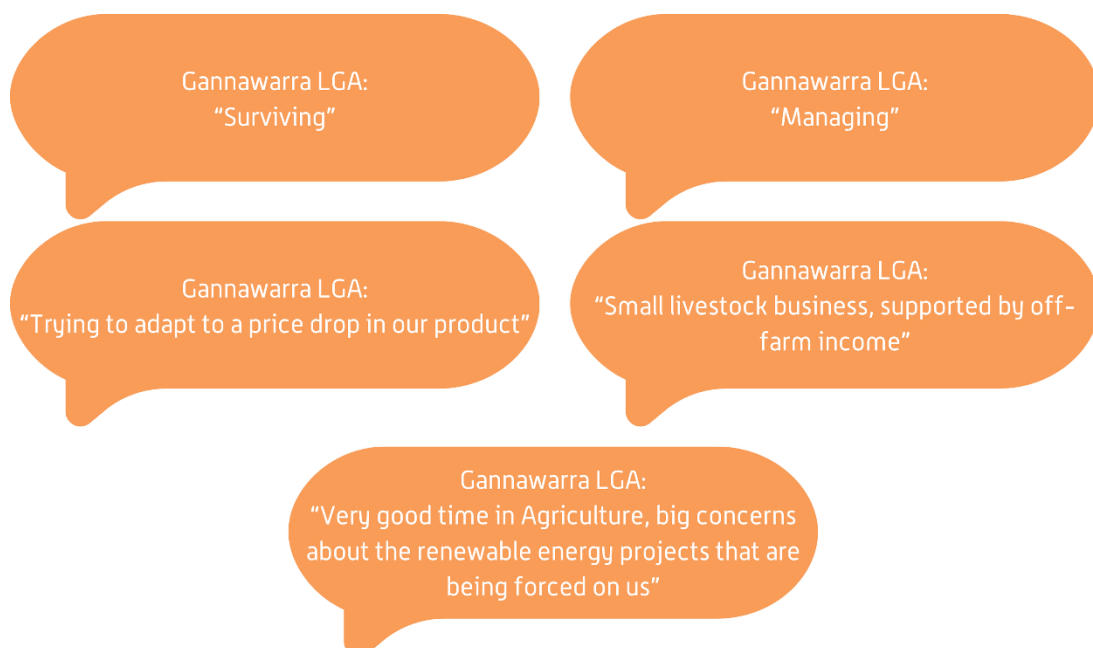 Gannawarra LGA:
“Surviving”
Gannawarra LGA:
“Managing”
Gannawarra LGA:
“Trying to adapt to a price drop in our product”
Gannawarra LGA:
“Small livestock business, supported by off-
farm income”
Gannawarra LGA:
“Very good time in Agriculture, big concerns
about the renewable energy projects that are
being forced on us”